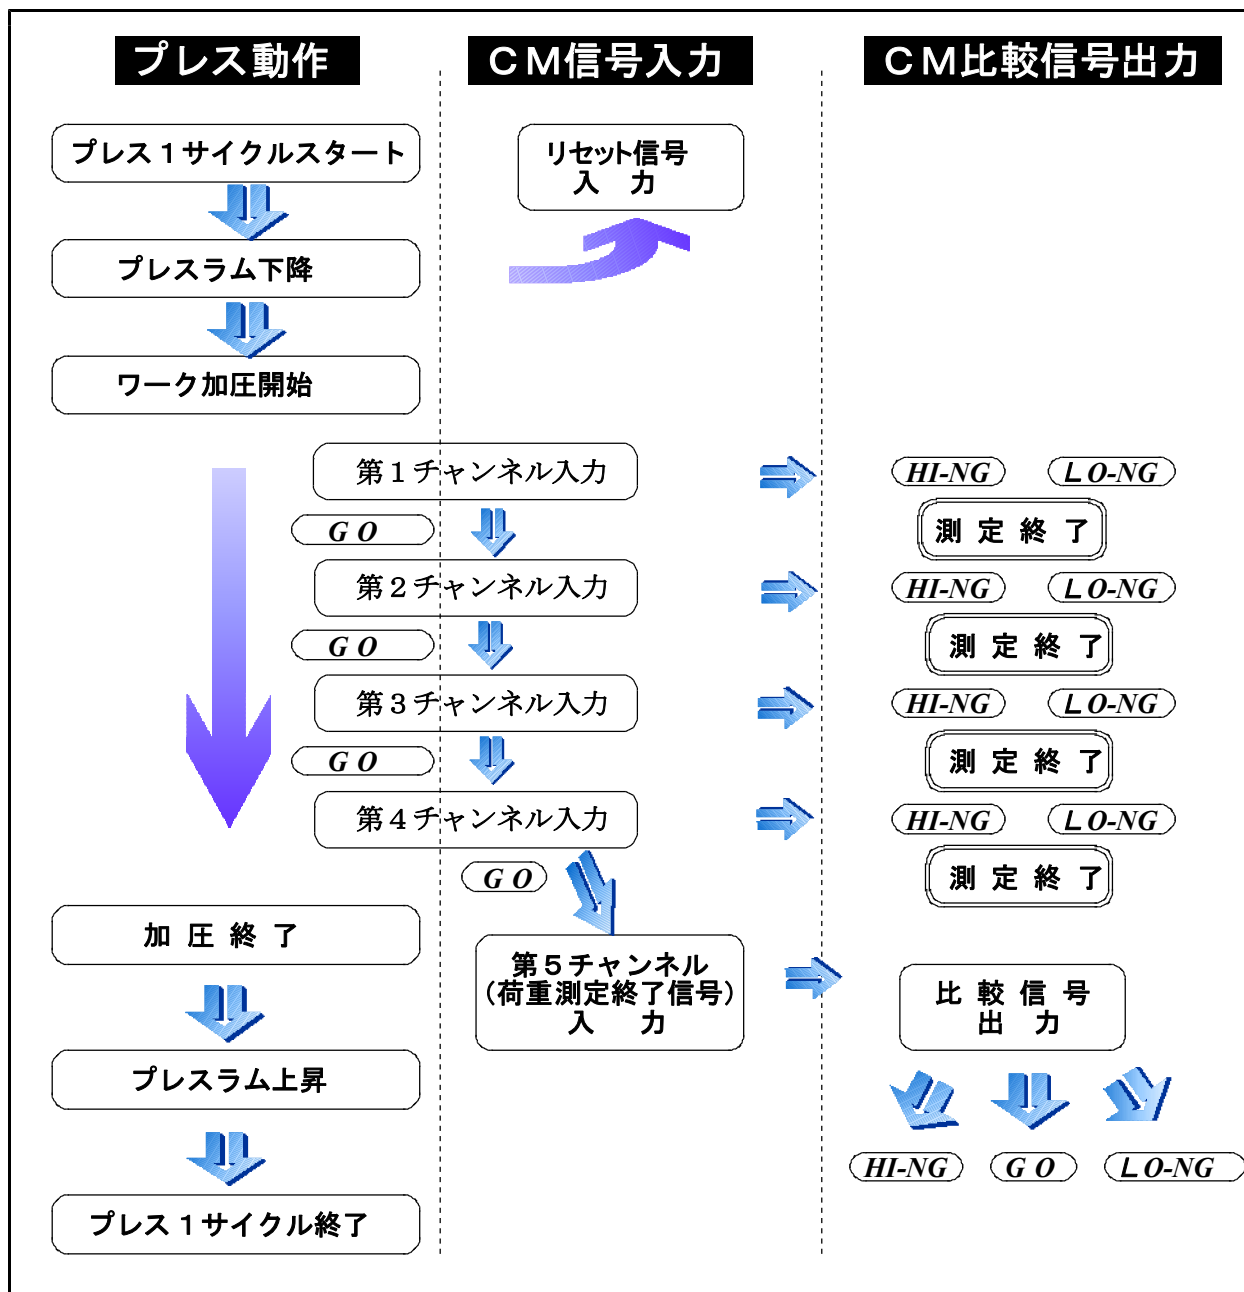 プレス動作
CM信号入力
CM比較信号出力
プレス1サイクルスタート
リセット信号
入 力
プレスラム下降
ワーク加圧開始
第1チャンネル入力
HI-NG
LO-NG
測 定 終 了
GO
第2チャンネル入力
HI-NG
LO-NG
測 定 終 了
GO
第3チャンネル入力
HI-NG
LO-NG
測 定 終 了
GO
第4チャンネル入力
HI-NG
LO-NG
測 定 終 了
GO
加 圧 終 了
第5チャンネル
(荷重測定終了信号)
入 力
比 較 信 号
出 力
プレスラム上昇
HI-NG
GO
LO-NG
プレス1サイクル終了